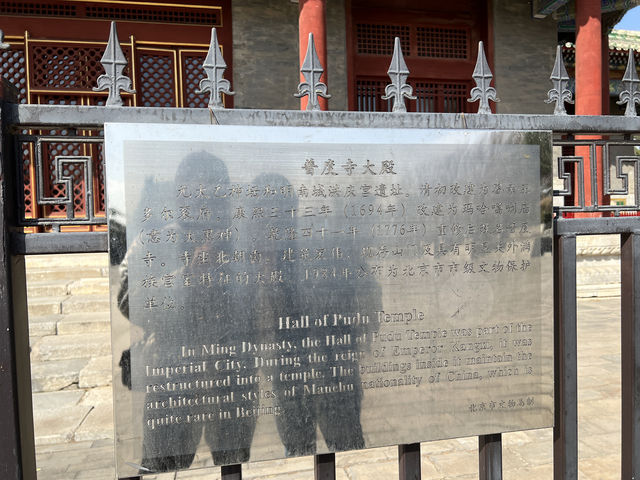 普度寺大殿
元大元神岳和明南城洪庆宫遗址。清初改建为睿亲王
多尔衮府。康熙三十三年（1694年）改建为玛哈噶喇庙
（意为大黑神）。乾隆四十一年（1776年）重修后赐名普度
寺。寺坐北朝南，建筑宏伟，现存山门及具有明显关外满
族宫室特征的大殿。1984年公布为北京市市级文物保护
单位。
Hall of Pudu Temple
In Ming Dynasty, the Hall of Pudu Temple was part of the
Imperial City. During the reign of Emperor Kangxi, it was
restructured into a temple. The buildings inside it maintain the
architectural styles of Manchu nationality of China, which is
quite rare in Beijing.
北京市文物局制